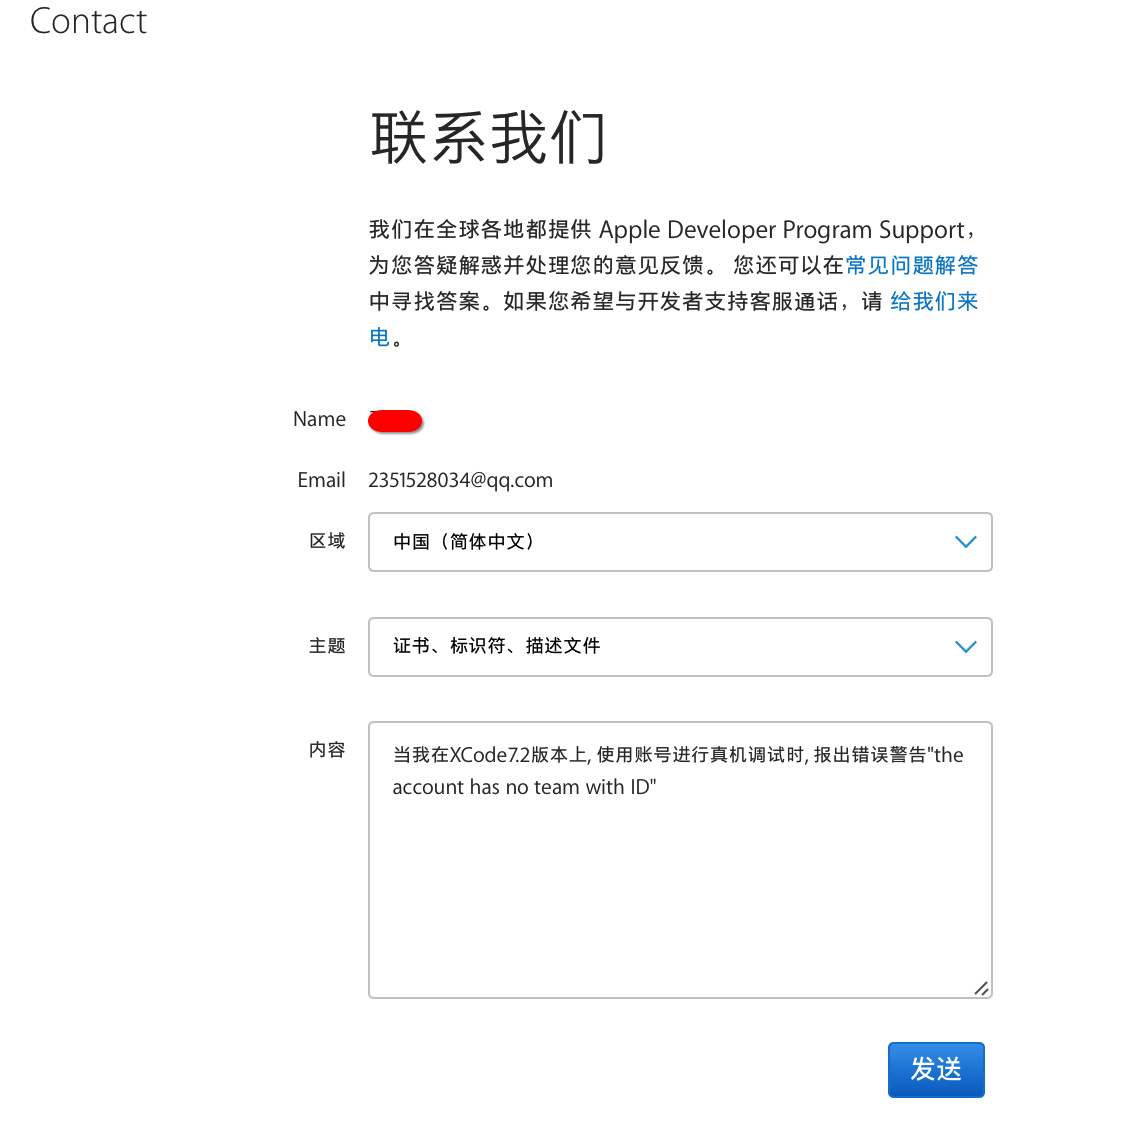 Contact
联系我们
我们在全球各地都提供 Apple Developer Program Support，
为您答疑解惑并处理您的意见反馈。 您还可以在常见问题解答
中寻找答案。如果您希望与开发者支持客服通话，请 给我们来
电。
Name
Email 2351528034@qq.com
区域 中国（简体中文）
主题 证书、标识符、描述文件
内容 当我在XCode7.2版本上, 使用账号进行真机调试时, 报出错误警告"the
account has no team with ID"
发送